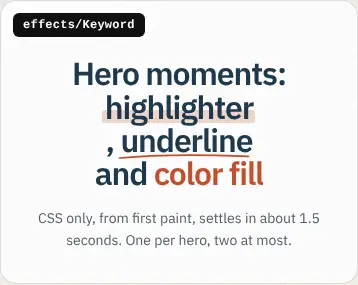 effects/Keyword
Hero moments:
highlighter
, underline
and color fill
CSS only, from first paint, settles in about 1.5
seconds. One per hero, two at most.